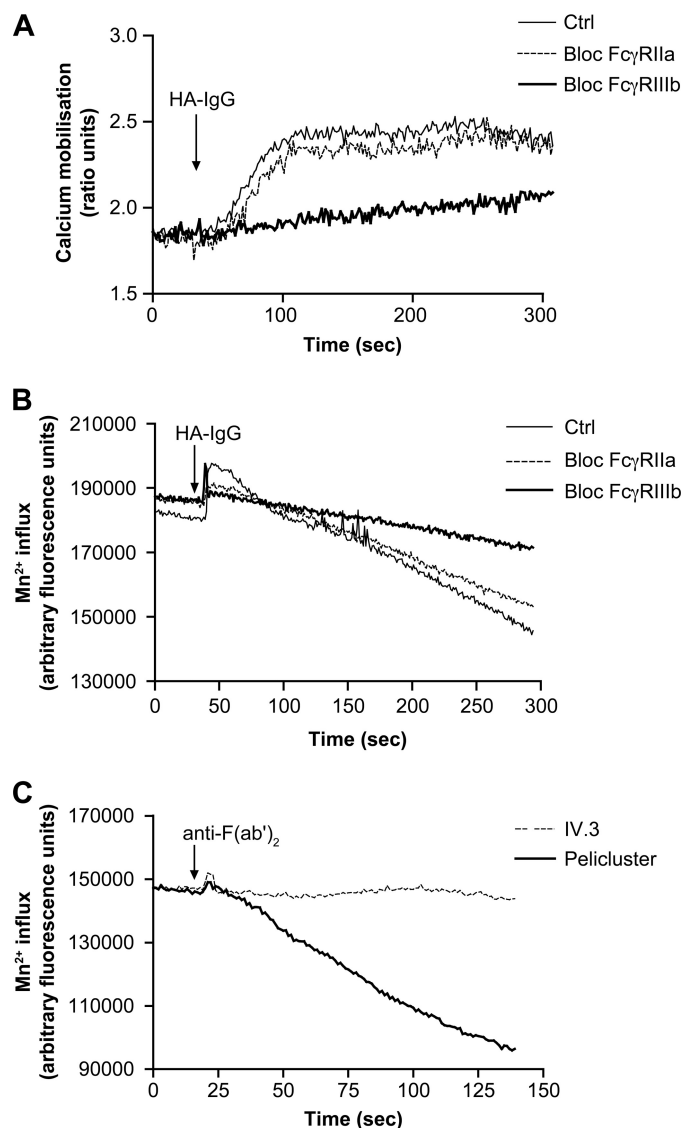 A
Ctrl
Bloc FcγRIIa
Bloc FcγRIIIb
HA-IgG
Calcium mobilisation
(ratio units)
3.0
2.5
2.0
1.5
0
100
200
300
Time (sec)
B
Ctrl
Bloc FcγRIIa
Bloc FcγRIIIb
HA-IgG
Mn²⁺ influx
(arbitrary fluorescence units)
210000
190000
170000
150000
130000
0
50
100
150
200
250
300
Time (sec)
C
IV.3
Pelicluster
anti-F(ab')₂
Mn²⁺ influx
(arbitrary fluorescence units)
170000
150000
130000
110000
90000
0
25
50
75
100
125
150
Time (sec)